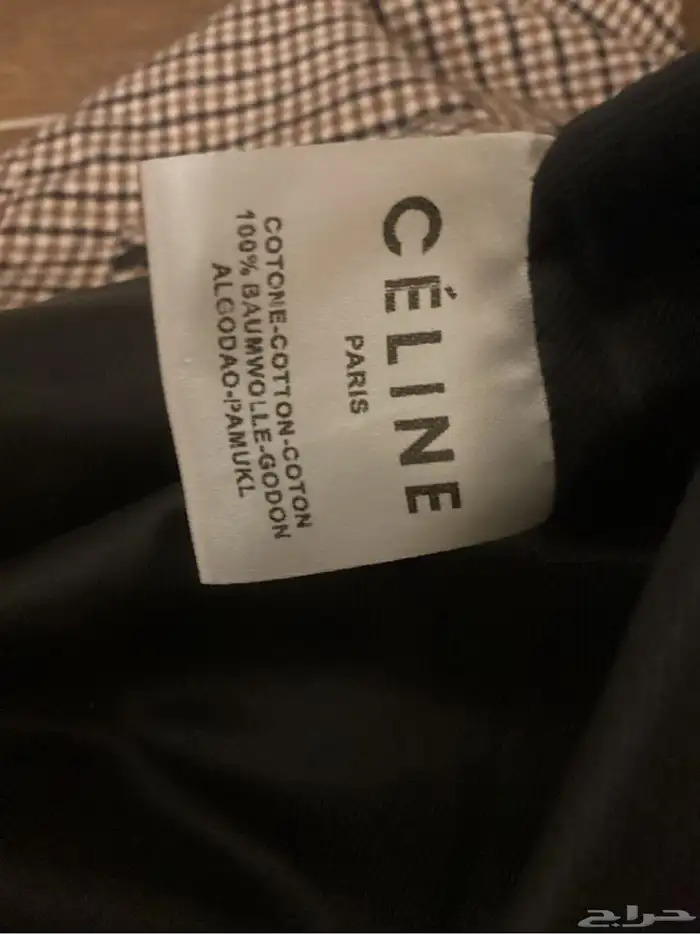 CÉLINE
PARIS
COTONE-COTTON-COTON
100% BAUMWOLLE-GODON
ALGODAO-PAMUKL
حراج